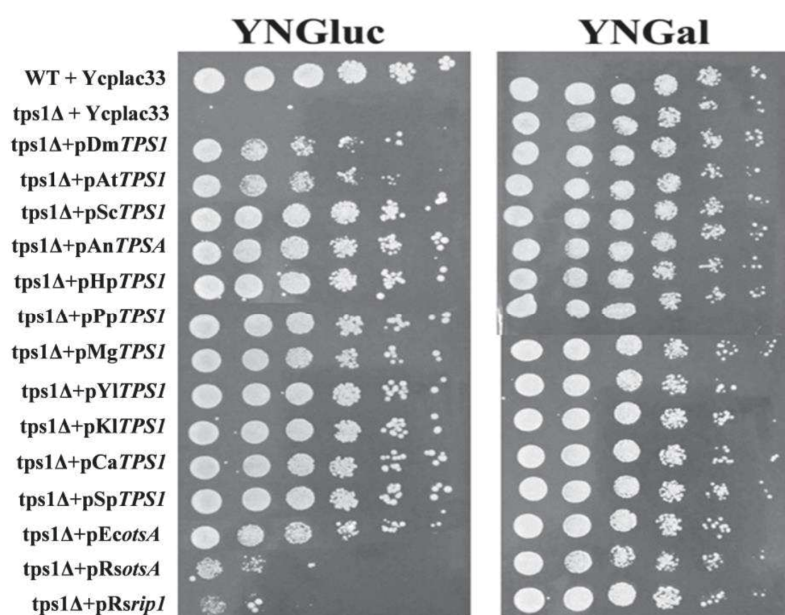 YNGluc YNGal
WT + Ycplac33
tps1Δ + Ycplac33
tps1Δ+pDmTPS1
tps1Δ+pAtTPS1
tps1Δ+pScTPS1
tps1Δ+pAnTPSA
tps1Δ+pHpTPS1
tps1Δ+pPpTPS1
tps1Δ+pMgTPS1
tps1Δ+pYlTPS1
tps1Δ+pKlTPS1
tps1Δ+pCaTPS1
tps1Δ+pSpTPS1
tps1Δ+pEcotsA
tps1Δ+pRsotsA
tps1Δ+pRsrip1